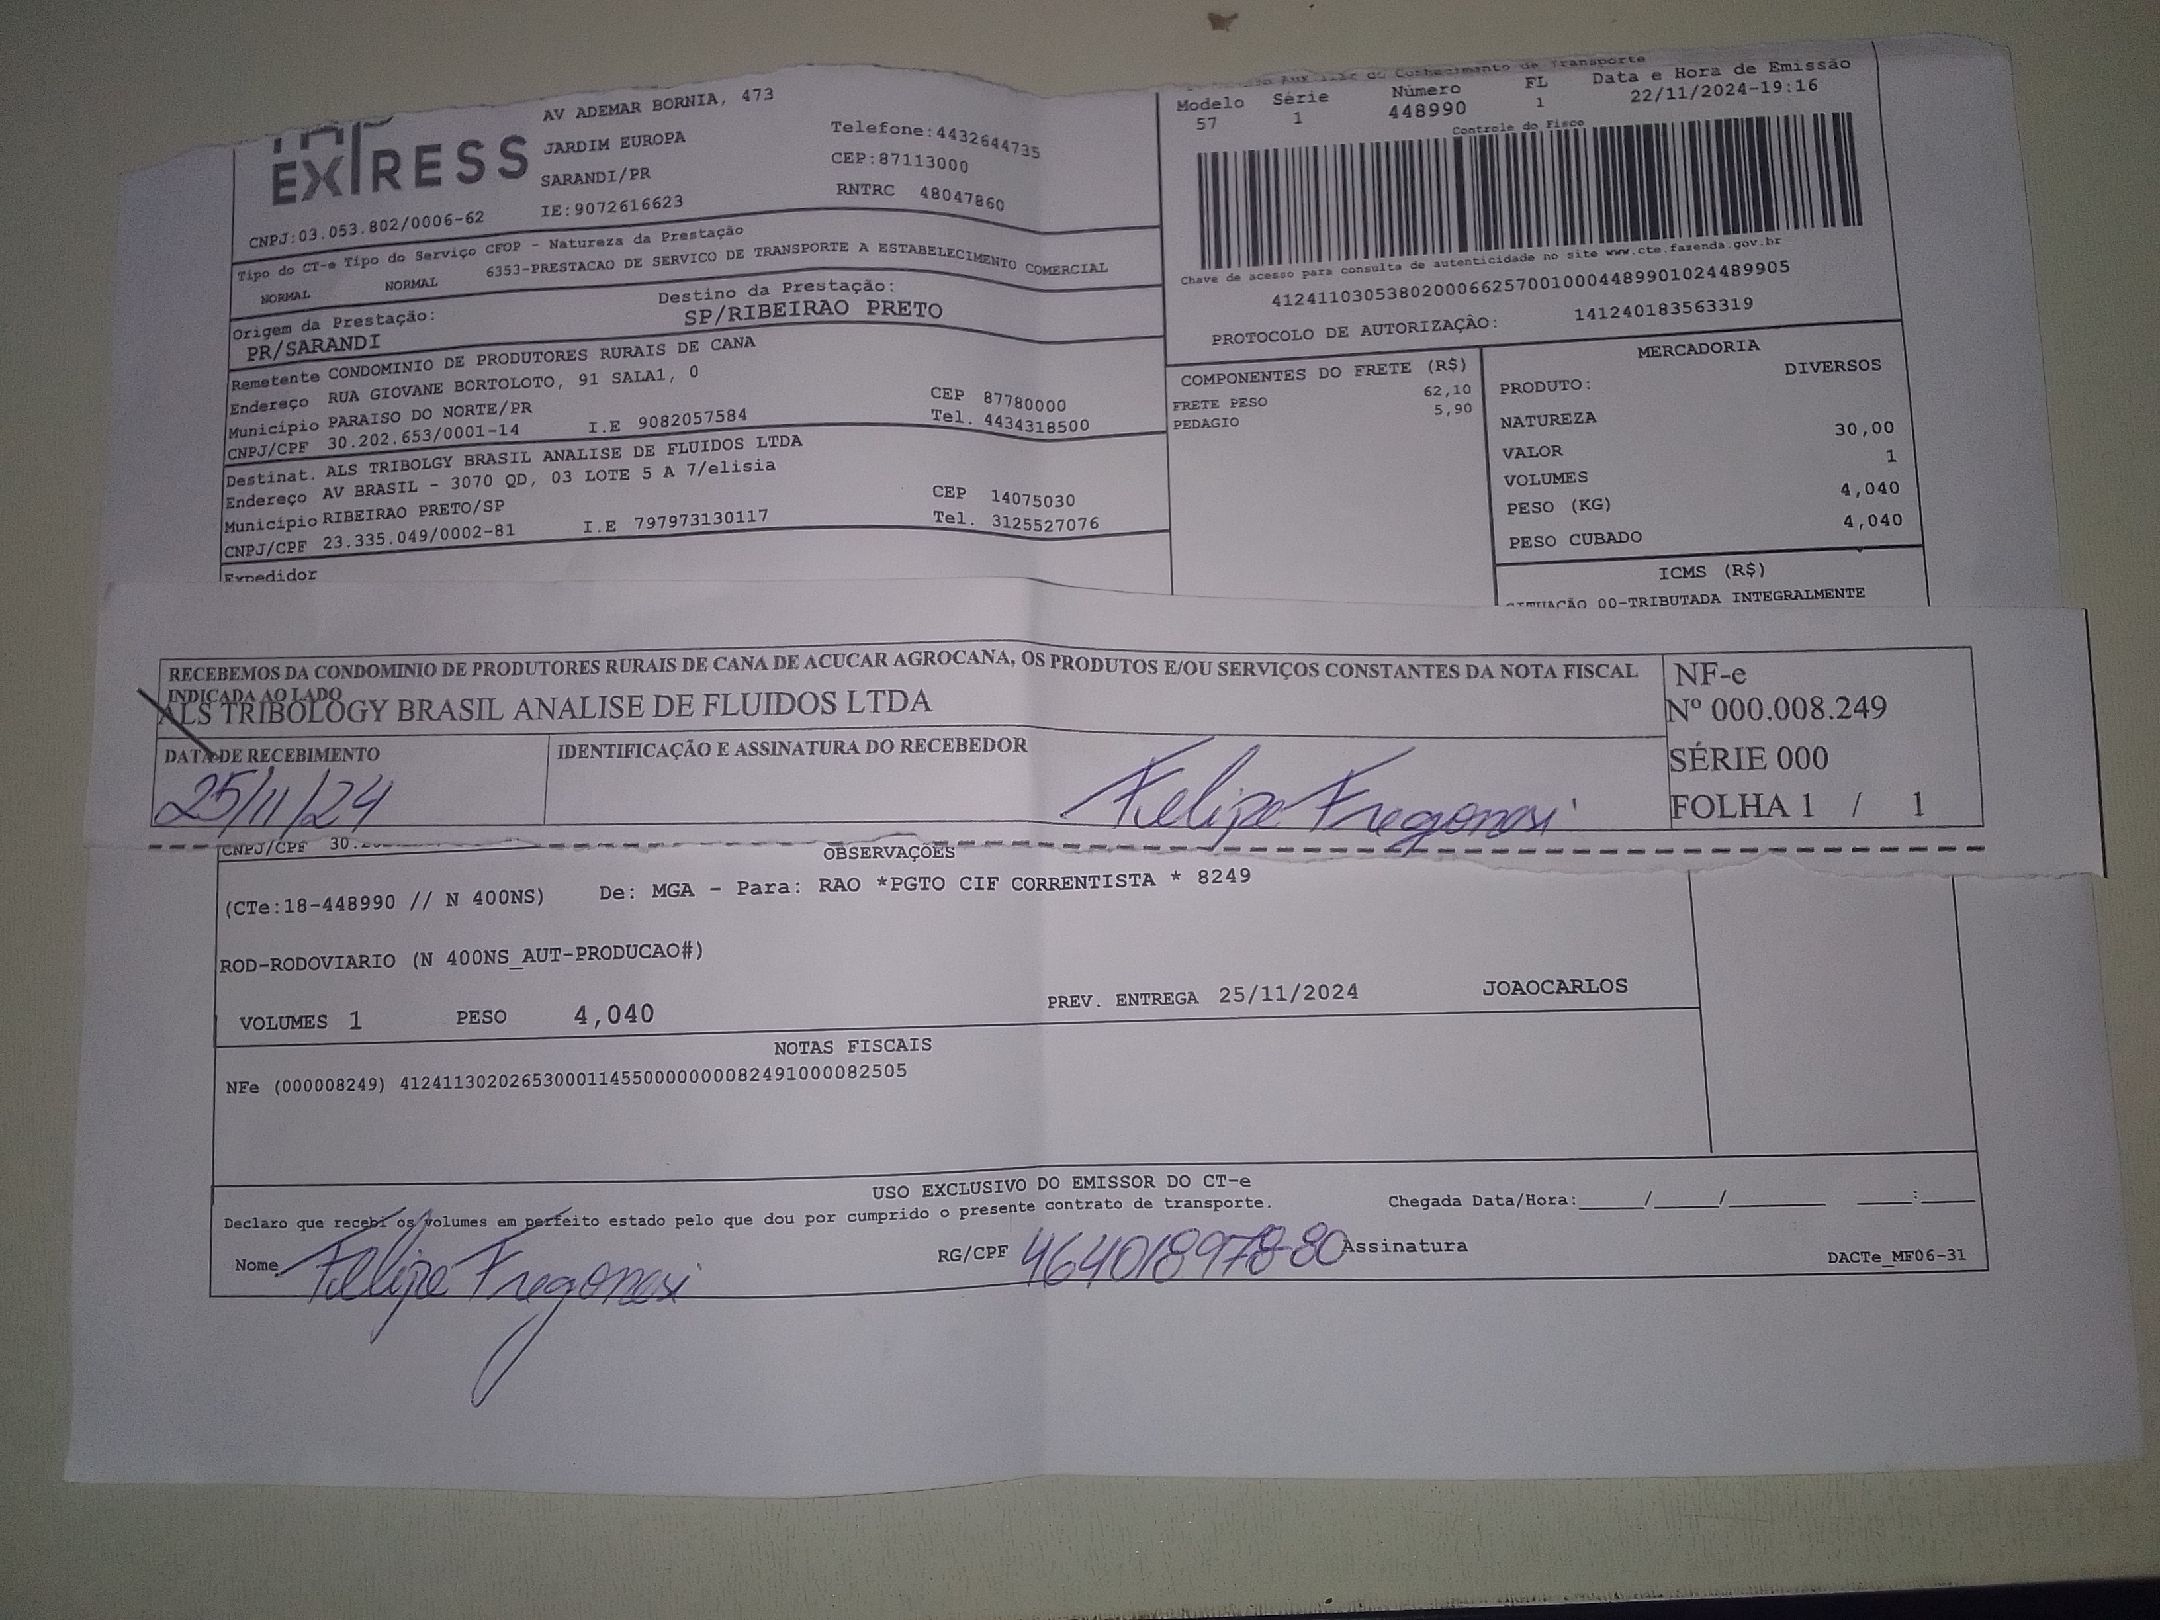 AV ADEMAR BORNIA, 473
EXPRESS
JARDIM EUROPA
Telefone:4432644735
SARANDI/PR
CEP:87113000
CNPJ:03.053.802/0006-62
IE:9072616623
RNTRC 48047860
Auxiliar do Conhecimento de Transporte
Modelo Série Número FL Data e Hora de Emissão
57 1 448990 1 22/11/2024-19:16
Controle do Fisco
Tipo do CT-e Tipo do Serviço CFOP - Natureza da Prestação
NORMAL NORMAL 6353-PRESTACAO DE SERVICO DE TRANSPORTE A ESTABELECIMENTO COMERCIAL
Chave de acesso para consulta de autenticidade no site www.cte.fazenda.gov.br
41241103053802000662570010004489901024489905
PROTOCOLO DE AUTORIZAÇÂO: 141240183563319
Origem da Prestação: Destino da Prestação:
PR/SARANDI SP/RIBEIRAO PRETO
Remetente CONDOMINIO DE PRODUTORES RURAIS DE CANA
Endereço RUA GIOVANE BORTOLOTO, 91 SALA1, 0
Município PARAISO DO NORTE/PR CEP 87780000
CNPJ/CPF 30.202.653/0001-14 I.E 9082057584 Tel. 4434318500
Destinat. ALS TRIBOLGY BRASIL ANALISE DE FLUIDOS LTDA
Endereço AV BRASIL - 3070 QD, 03 LOTE 5 A 7/elisia
Município RIBEIRAO PRETO/SP CEP 14075030
CNPJ/CPF 23.335.049/0002-81 I.E 797973130117 Tel. 3125527076
Expedidor
COMPONENTES DO FRETE (R$)
FRETE PESO 62,10
PEDAGIO 5,90
MERCADORIA
PRODUTO: DIVERSOS
NATUREZA
VALOR 30,00
VOLUMES 1
PESO (KG) 4,040
PESO CUBADO 4,040
ICMS (R$)
SITUAÇÃO 00-TRIBUTADA INTEGRALMENTE
RECEBEMOS DA CONDOMINIO DE PRODUTORES RURAIS DE CANA DE ACUCAR AGROCANA, OS PRODUTOS E/OU SERVIÇOS CONSTANTES DA NOTA FISCAL
INDICADA AO LADO
ALS TRIBOLOGY BRASIL ANALISE DE FLUIDOS LTDA
NF-e
Nº 000.008.249
SÉRIE 000
FOLHA 1 / 1
DATA DE RECEBIMENTO IDENTIFICAÇÃO E ASSINATURA DO RECEBEDOR
25/11/24 Felipe Fregonesi
CNPJ/CPF 30.
OBSERVAÇÕES
(CTe:18-448990 // N 400NS) De: MGA - Para: RAO *PGTO CIF CORRENTISTA * 8249
ROD-RODOVIARIO (N 400NS_AUT-PRODUCAO#)
VOLUMES 1 PESO 4,040 PREV. ENTREGA 25/11/2024 JOAOCARLOS
NOTAS FISCAIS
NFe (000008249) 41241130202653000114550000000082491000082505
USO EXCLUSIVO DO EMISSOR DO CT-e
Declaro que recebi os volumes em perfeito estado pelo que dou por cumprido o presente contrato de transporte. Chegada Data/Hora:____/____/____ ____:____
Nome Felipe Fregonesi RG/CPF 464018978-80 Assinatura DACTe_MF06-31